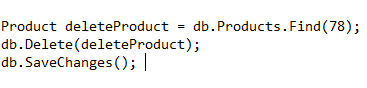 Product deleteProduct = db.Products.Find(78);
db.Delete(deleteProduct);
db.SaveChanges();